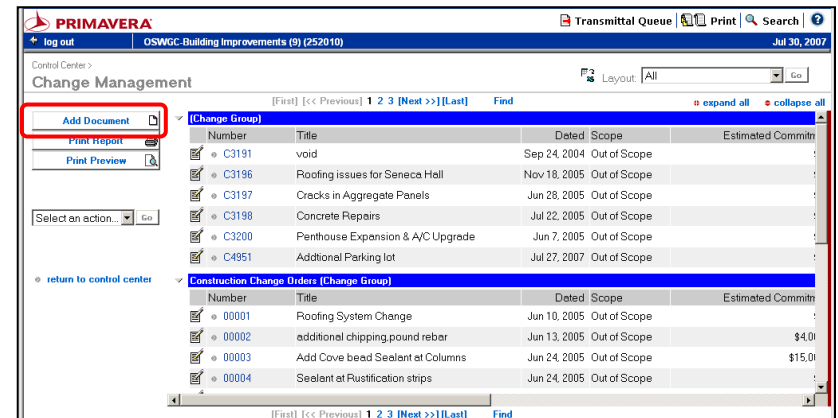 PRIMAVERA Transmittal Queue Print Search
log out OSWGC-Building Improvements (9) (252010) Jul 30, 2007
Control Center >
Change Management Layout: All Go
[First] [<< Previous] 1 2 3 [Next >>] [Last] Find expand all collapse all
Add Document (Change Group)
Number Title Dated Scope Estimated Commitm
Print Report
C3191 void Sep 24, 2004 Out of Scope
Print Preview
C3196 Roofing issues for Seneca Hall Nov 18, 2005 Out of Scope
C3197 Cracks in Aggregate Panels Jun 28, 2005 Out of Scope
Select an action... Go C3198 Concrete Repairs Jul 22, 2005 Out of Scope
C3200 Penthouse Expansion & A/C Upgrade Jun 7, 2005 Out of Scope
C4951 Addtional Parking lot Jul 27, 2007 Out of Scope
return to control center Construction Change Orders (Change Group)
Number Title Dated Scope Estimated Commitm
00001 Roofing System Change Jun 10, 2005 Out of Scope
00002 additional chipping,pound rebar Jun 13, 2005 Out of Scope $4,0
00003 Add Cove bead Sealant at Columns Jun 24, 2005 Out of Scope $15,0
00004 Sealant at Rustification strips Jun 24, 2005 Out of Scope
[First] [<< Previous] 1 2 3 [Next >>] [Last] Find